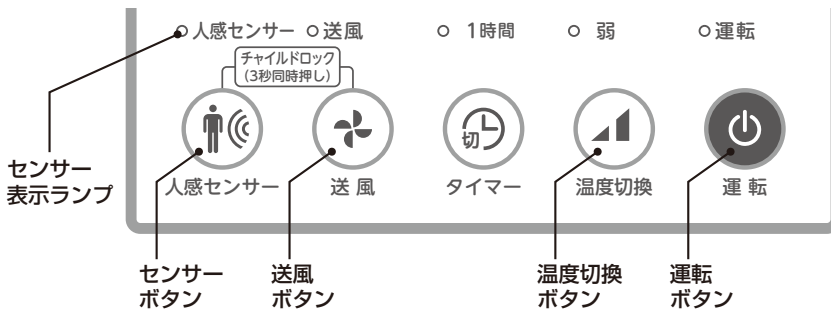 人感センサー 送風 1時間 弱 運転
チャイルドロック
(3秒同時押し)
切
人感センサー 送風 タイマー 温度切換 運転
センサー
表示ランプ
センサー
ボタン
送風
ボタン
温度切換
ボタン
運転
ボタン